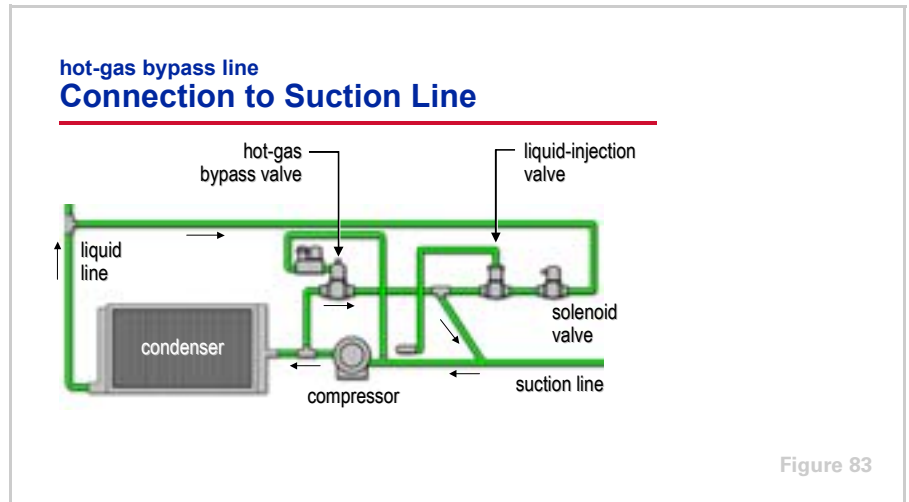 hot-gas bypass line
Connection to Suction Line
hot-gas
bypass valve
liquid-injection
valve
liquid
line
solenoid
valve
condenser
compressor
suction line
Figure 83